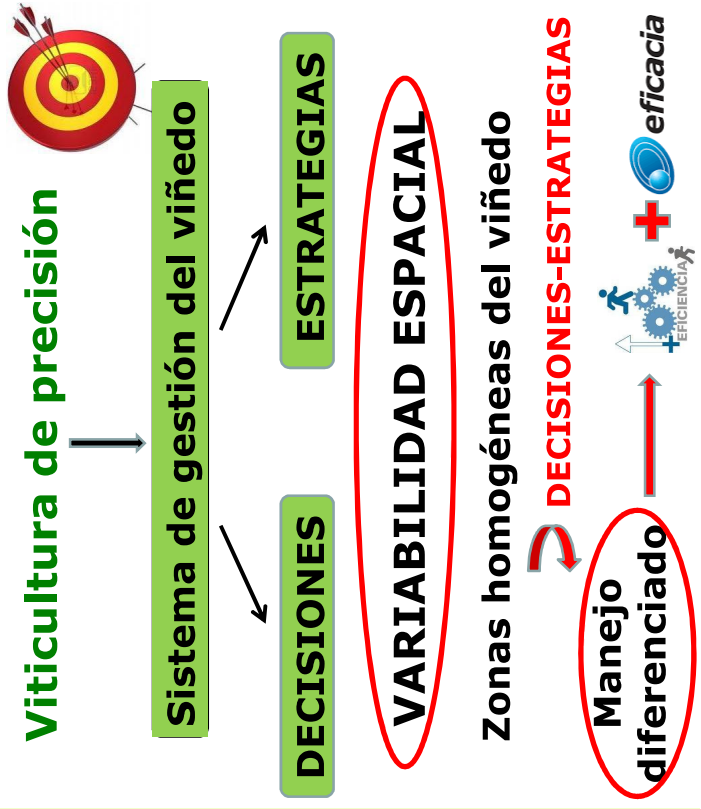 Viticultura de precisión
Sistema de gestión del viñedo
DECISIONES
ESTRATEGIAS
VARIABILIDAD ESPACIAL
Zonas homogéneas del viñedo
DECISIONES-ESTRATEGIAS
Manejo
diferenciado
EFICIENCIA
eficacia